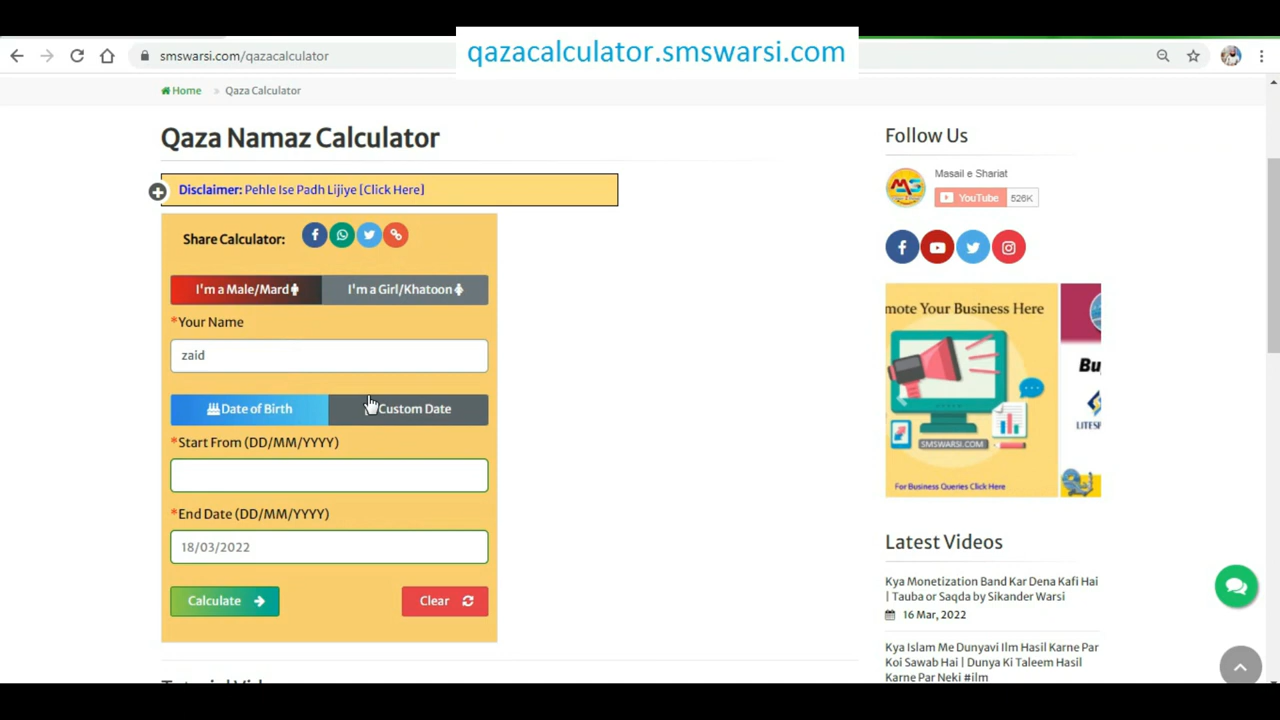 qazacalculator.smswarsi.com
smswarsi.com/qazacalculator
Home » Qaza Calculator
Qaza Namaz Calculator
Disclaimer: Pehle Ise Padh Lijiye [Click Here]
Share Calculator:
I'm a Male/Mard
I'm a Girl/Khatoon
*Your Name
zaid
Date of Birth
Custom Date
*Start From (DD/MM/YYYY)
*End Date (DD/MM/YYYY)
18/03/2022
Calculate
Clear
Follow Us
MS
Masail e Shariat
YouTube 526K
mote Your Business Here
SMSWARSI.COM
For Business Queries Click Here
Bu
LITES
Latest Videos
Kya Monetization Band Kar Dena Kafi Hai
| Tauba or Saqda by Sikander Warsi
16 Mar, 2022
Kya Islam Me Dunyavi Ilm Hasil Karne Par
Koi Sawab Hai | Dunya Ki Taleem Hasil
Karne Par Neki #ilm